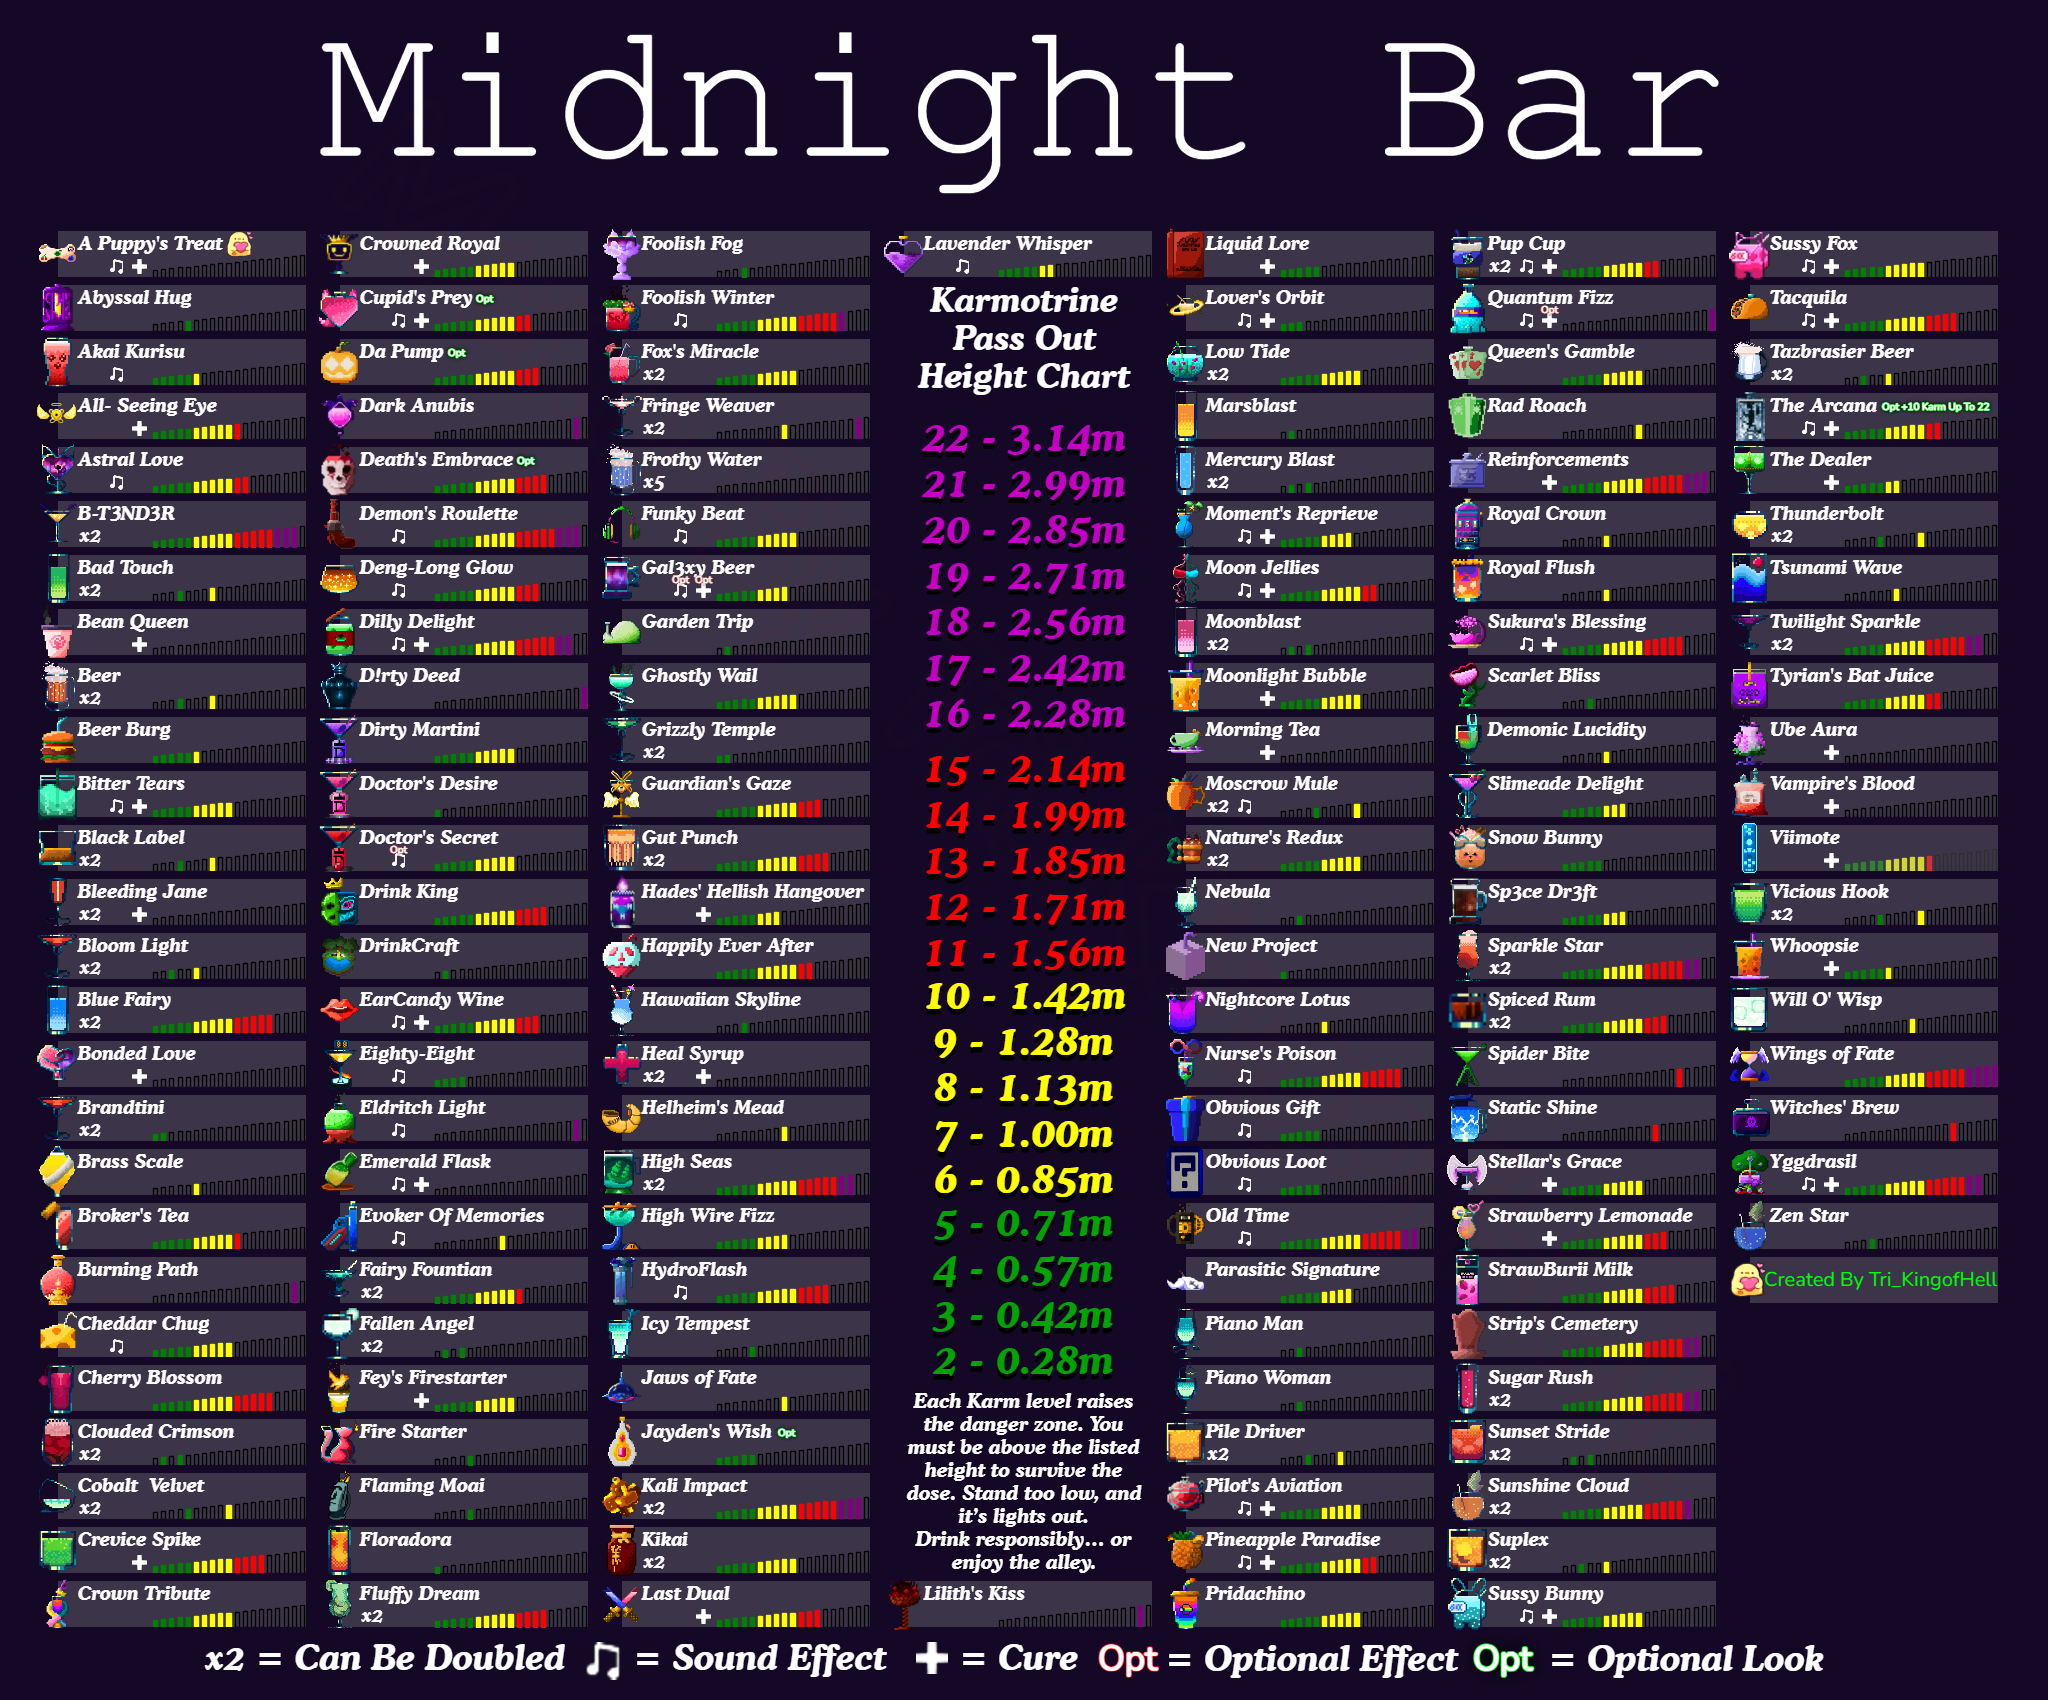 Midnight Bar
A Puppy's Treat
Abyssal Hug
Akai Kurisu
All- Seeing Eye
Astral Love
B-T3ND3R
x2
Bad Touch
x2
Bean Queen
Beer
x2
Beer Burg
Bitter Tears
Black Label
x2
Bleeding Jane
x2
Bloom Light
x2
Blue Fairy
x2
Bonded Love
Brandtini
x2
Brass Scale
Broker's Tea
Burning Path
Cheddar Chug
Cherry Blossom
Clouded Crimson
x2
Cobalt Velvet
x2
Crevice Spike
Crown Tribute
Crowned Royal
Cupid's Prey Opt
Da Pump Opt
Dark Anubis
Death's Embrace Opt
Demon's Roulette
Deng-Long Glow
Dilly Delight
D!rty Deed
Dirty Martini
Doctor's Desire
Doctor's Secret
Opt
Drink King
DrinkCraft
EarCandy Wine
Eighty-Eight
Eldritch Light
Emerald Flask
Evoker Of Memories
Fairy Fountian
x2
Fallen Angel
x2
Fey's Firestarter
Fire Starter
Flaming Moai
Floradora
Fluffy Dream
x2
Foolish Fog
Foolish Winter
Fox's Miracle
x2
Fringe Weaver
x2
Frothy Water
x5
Funky Beat
Gal3xy Beer
Opt Opt
Garden Trip
Ghostly Wail
Grizzly Temple
x2
Guardian's Gaze
Gut Punch
x2
Hades' Hellish Hangover
Happily Ever After
Hawaiian Skyline
Heal Syrup
x2
Helheim's Mead
High Seas
x2
High Wire Fizz
HydroFlash
Icy Tempest
Jaws of Fate
Jayden's Wish Opt
Kali Impact
x2
Kikai
x2
Last Dual
Lavender Whisper
Karmotrine
Pass Out
Height Chart
22 - 3.14m
21 - 2.99m
20 - 2.85m
19 - 2.71m
18 - 2.56m
17 - 2.42m
16 - 2.28m
15 - 2.14m
14 - 1.99m
13 - 1.85m
12 - 1.71m
11 - 1.56m
10 - 1.42m
9 - 1.28m
8 - 1.13m
7 - 1.00m
6 - 0.85m
5 - 0.71m
4 - 0.57m
3 - 0.42m
2 - 0.28m
Each Karm level raises
the danger zone. You
must be above the listed
height to survive the
dose. Stand too low, and
it's lights out.
Drink responsibly... or
enjoy the alley.
Lilith's Kiss
Liquid Lore
Lover's Orbit
Low Tide
x2
Marsblast
Mercury Blast
x2
Moment's Reprieve
Moon Jellies
Moonblast
x2
Moonlight Bubble
Morning Tea
Moscrow Mule
x2
Nature's Redux
x2
Nebula
New Project
Nightcore Lotus
Nurse's Poison
Obvious Gift
Obvious Loot
Old Time
Parasitic Signature
Piano Man
Piano Woman
Pile Driver
x2
Pilot's Aviation
Pineapple Paradise
Pridachino
Pup Cup
x2
Quantum Fizz
Opt
Queen's Gamble
Rad Roach
Reinforcements
Royal Crown
Royal Flush
Sukura's Blessing
Scarlet Bliss
Demonic Lucidity
Slimeade Delight
Snow Bunny
Sp3ce Dr3ft
Sparkle Star
x2
Spiced Rum
x2
Spider Bite
Static Shine
Stellar's Grace
Strawberry Lemonade
StrawBurii Milk
Strip's Cemetery
Sugar Rush
x2
Sunset Stride
x2
Sunshine Cloud
x2
Suplex
x2
Sussy Bunny
Sussy Fox
Tacquila
Tazbrasier Beer
x2
The Arcana Opt +10 Karm Up To 22
The Dealer
Thunderbolt
x2
Tsunami Wave
Twilight Sparkle
x2
Tyrian's Bat Juice
Ube Aura
Vampire's Blood
Viimote
Vicious Hook
x2
Whoopsie
Will O' Wisp
Wings of Fate
Witches' Brew
Yggdrasil
Zen Star
Created By Tri_KingofHell
x2 = Can Be Doubled ♫ = Sound Effect ✚ = Cure Opt = Optional Effect Opt = Optional Look